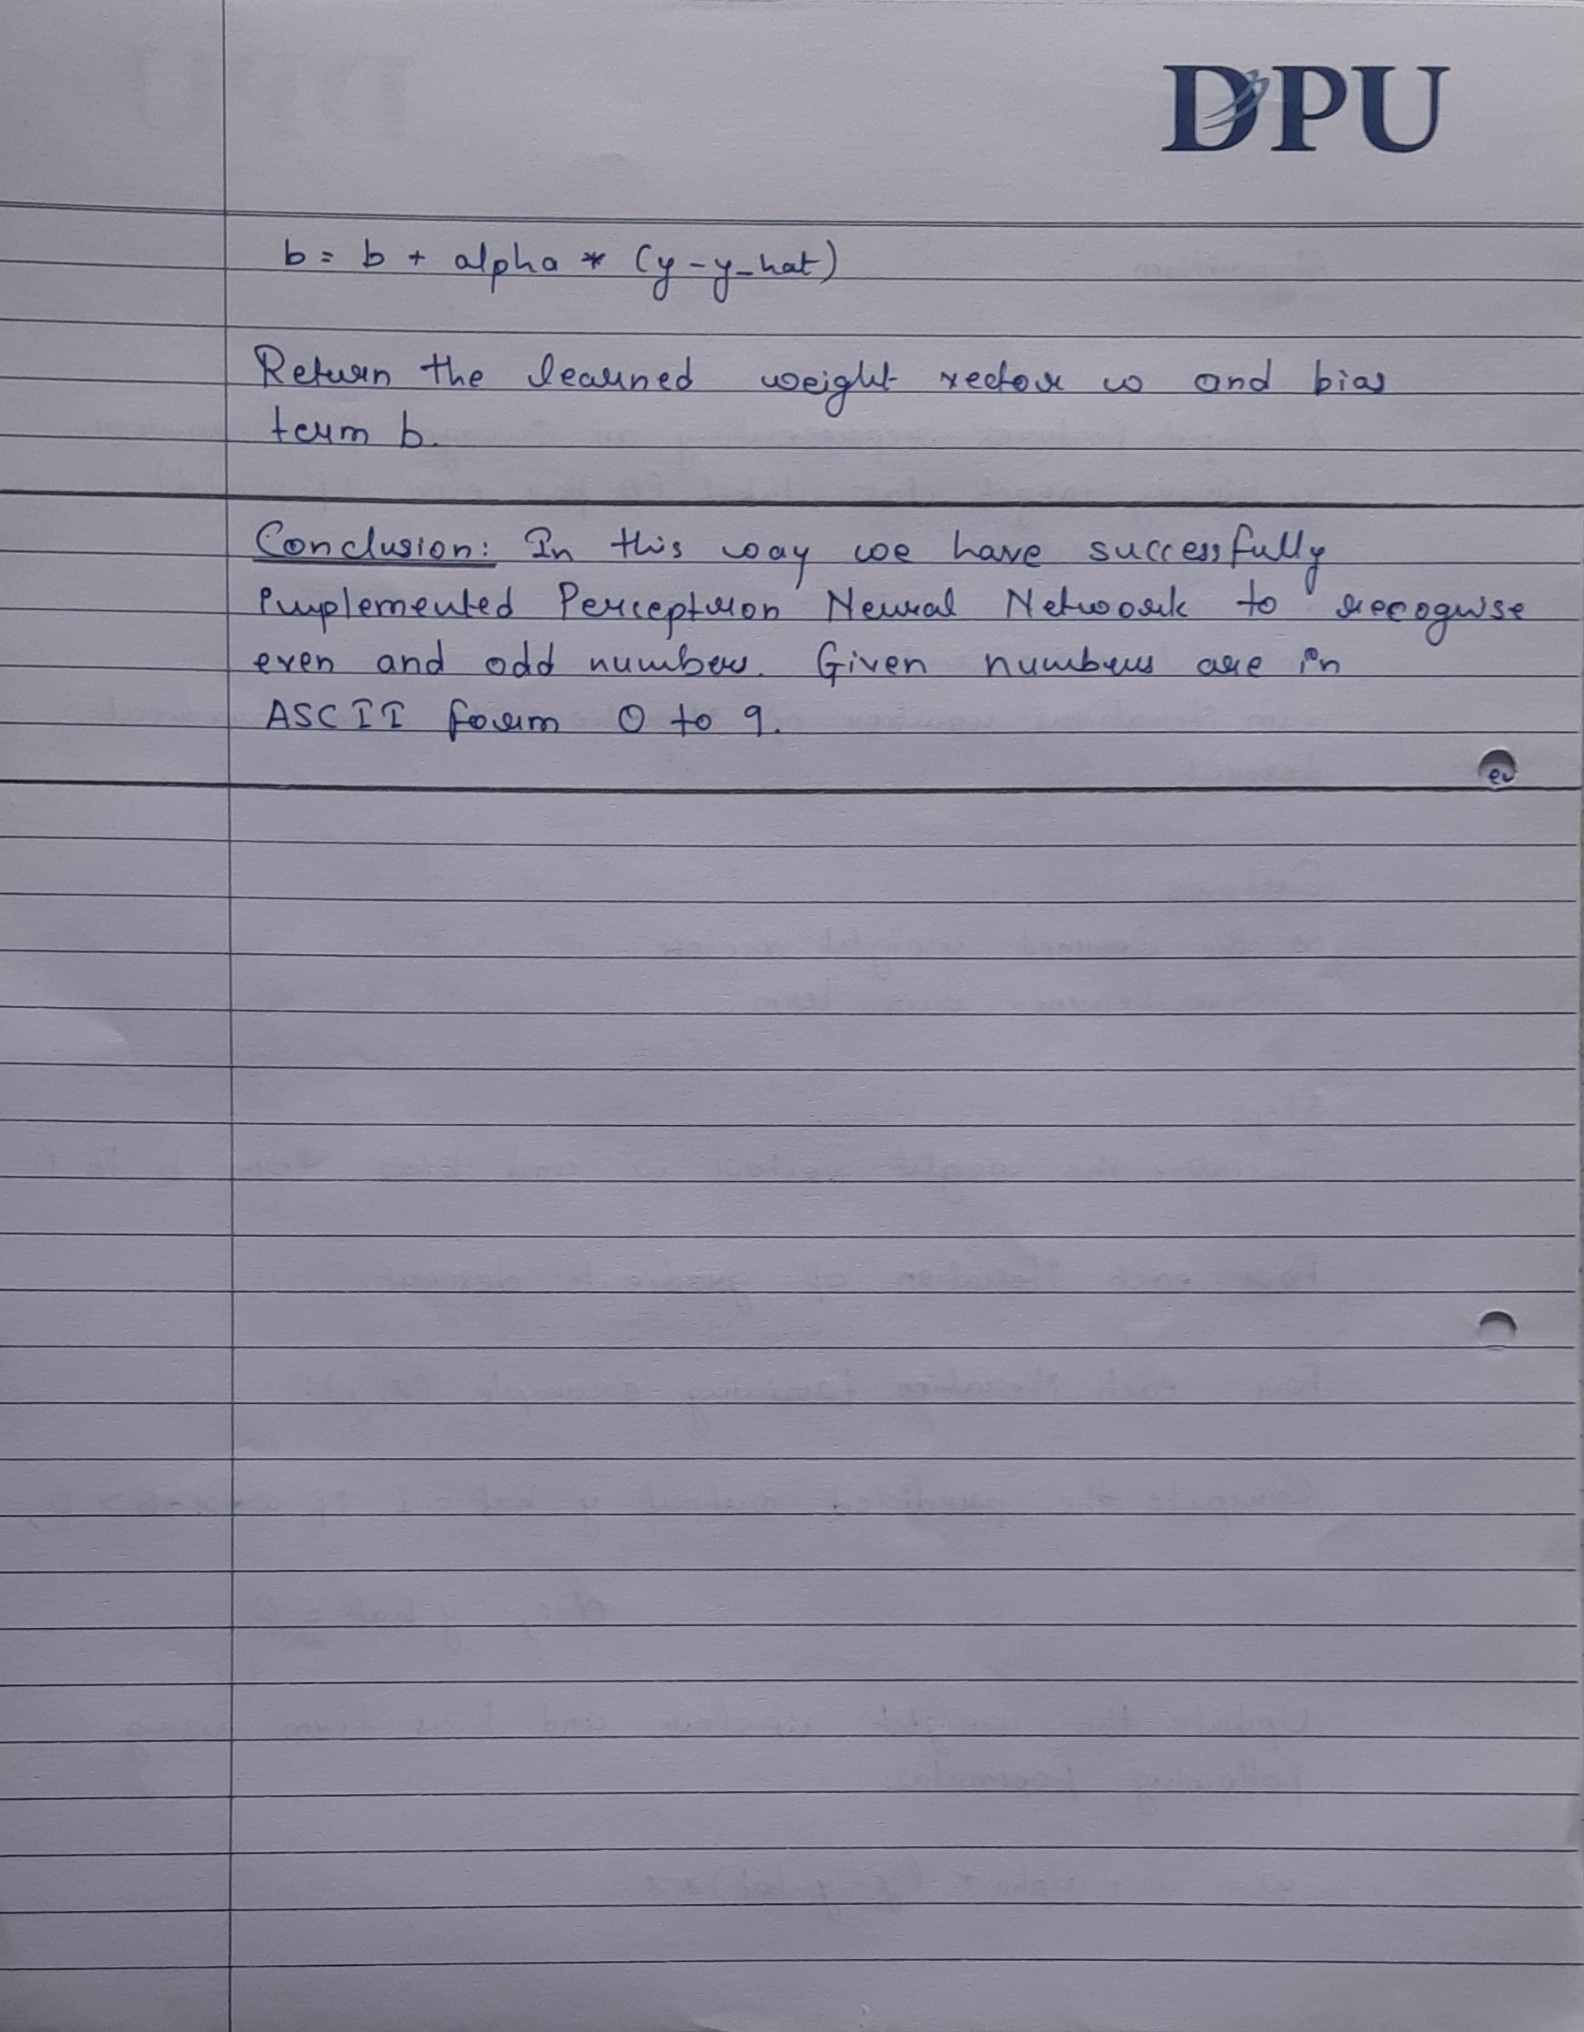 DPU
b = b + alpha * (y-y_hat)
Return the learned weight vector w and bias
term b.
Conclusion: In this way we have successfully
implemented Perceptron Neural Network to recognise
even and odd numbers. Given numbers are in
ASCII form 0 to 9.